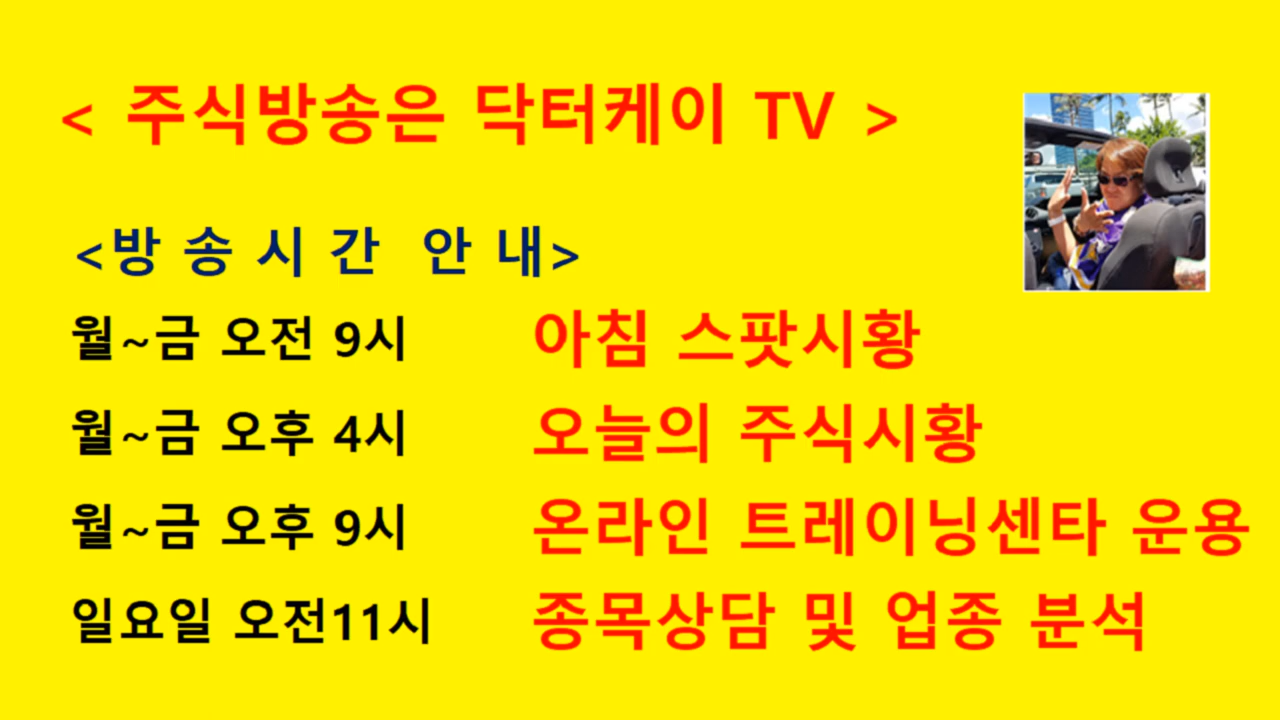 < 주식방송은 닥터케이 TV >
<방 송 시 간 안 내>
월~금 오전 9시 아침 스팟시황
월~금 오후 4시 오늘의 주식시황
월~금 오후 9시 온라인 트레이닝센타 운용
일요일 오전11시 종목상담 및 업종 분석